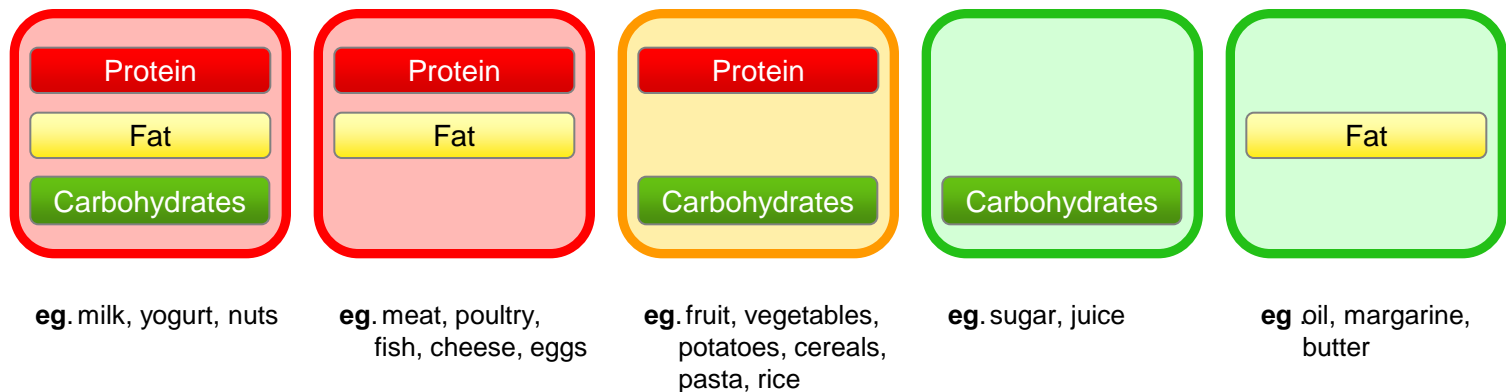 Protein
Fat
Carbohydrates
Protein
Fat
Protein
Carbohydrates
Carbohydrates
Fat
eg. milk, yogurt, nuts
eg. meat, poultry,
fish, cheese, eggs
eg. fruit, vegetables,
potatoes, cereals,
pasta, rice
eg. sugar, juice
eg .oil, margarine,
butter